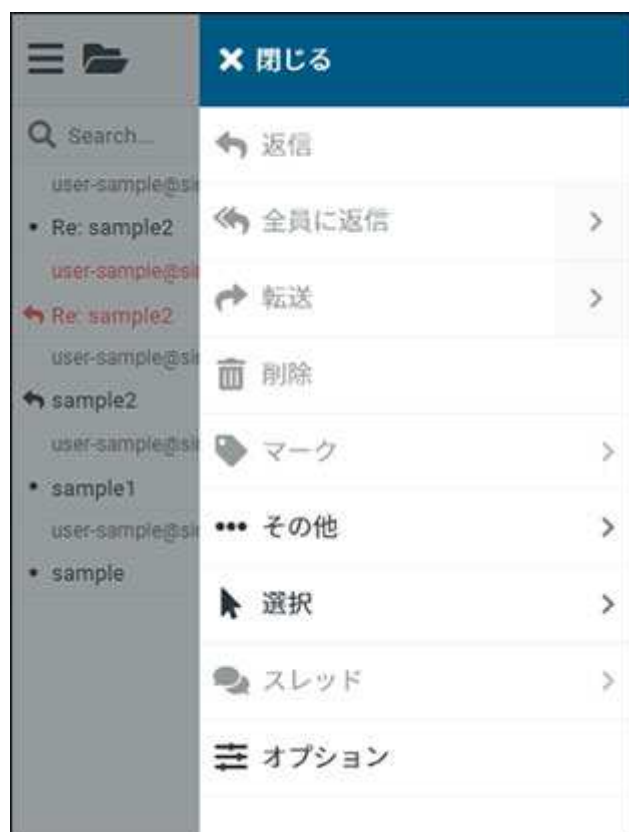 閉じる
Search...
user-sample@si
Re: sample2
user-sample@si
Re: sample2
user-sample@si
sample2
user-sample@si
sample1
user-sample@si
sample
返信
全員に返信
転送
削除
マーク
その他
選択
スレッド
オプション